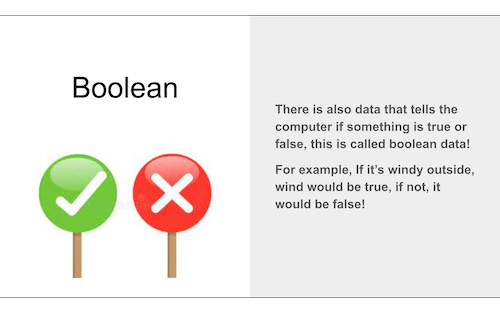 Boolean
There is also data that tells the
computer if something is true or
false, this is called boolean data!
For example, If it's windy outside,
wind would be true, if not, it
would be false!